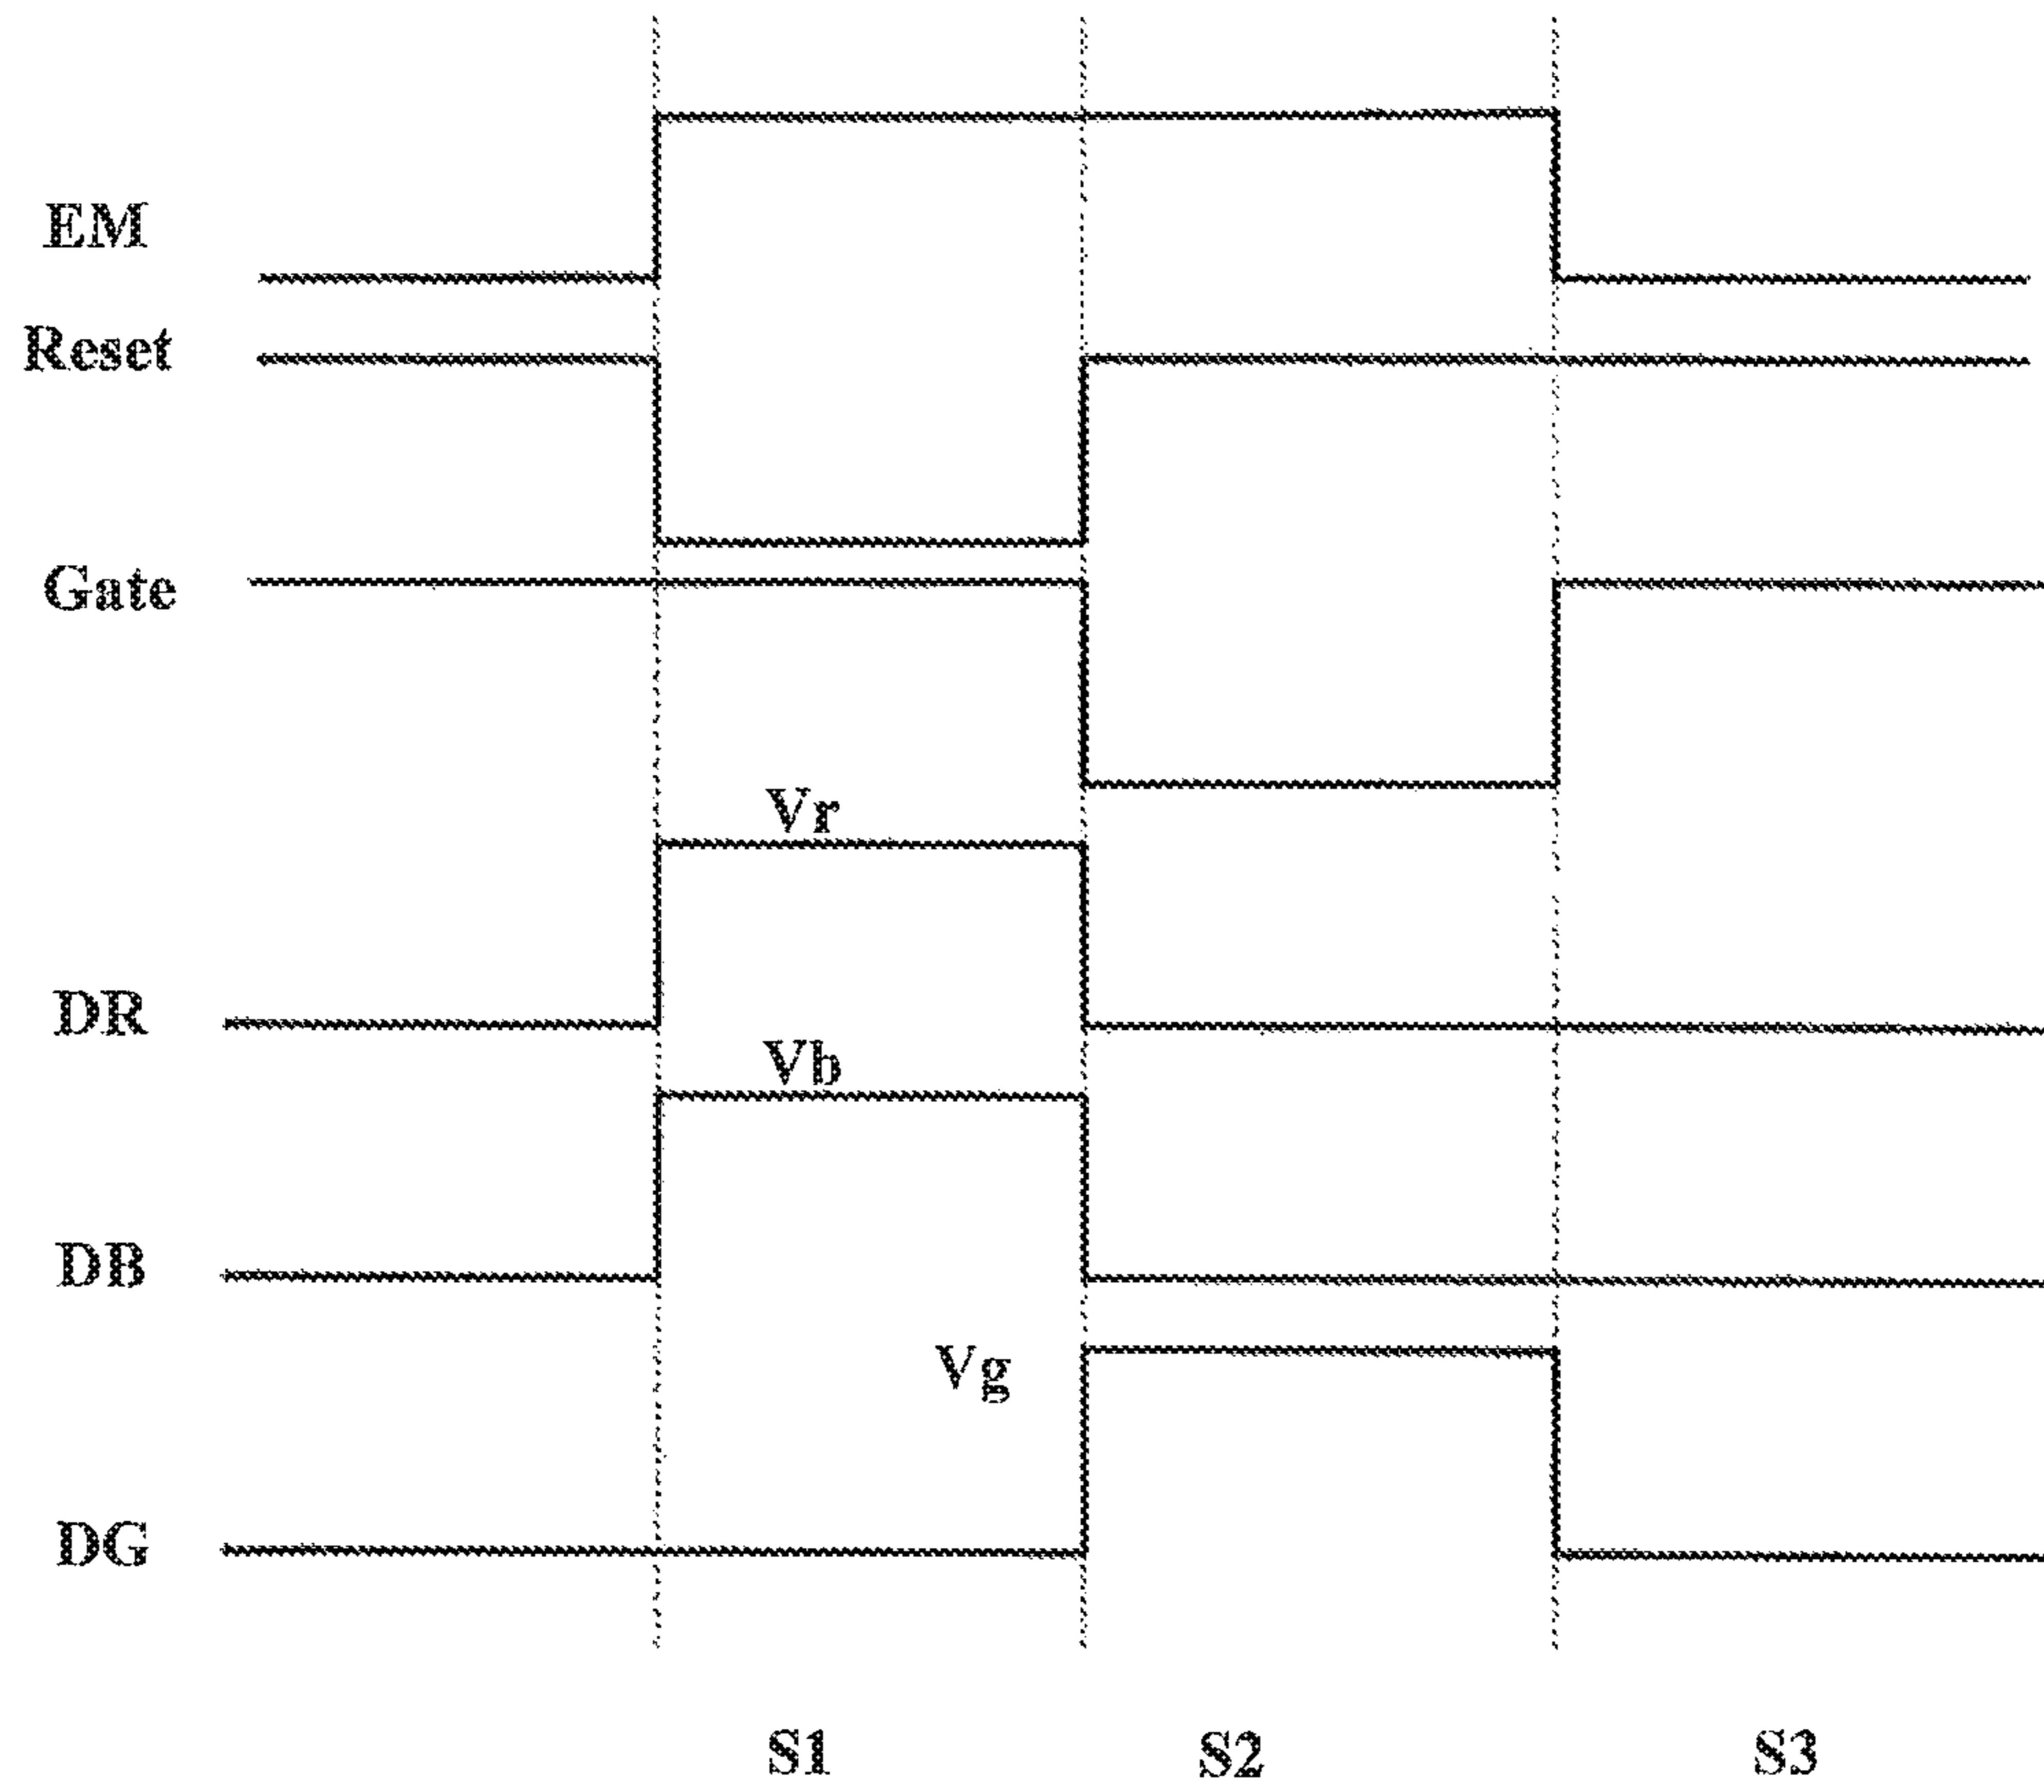 EM
Reset
Gate
Vr
DR
Vb
DB
Vg
DG
S1 S2 S3